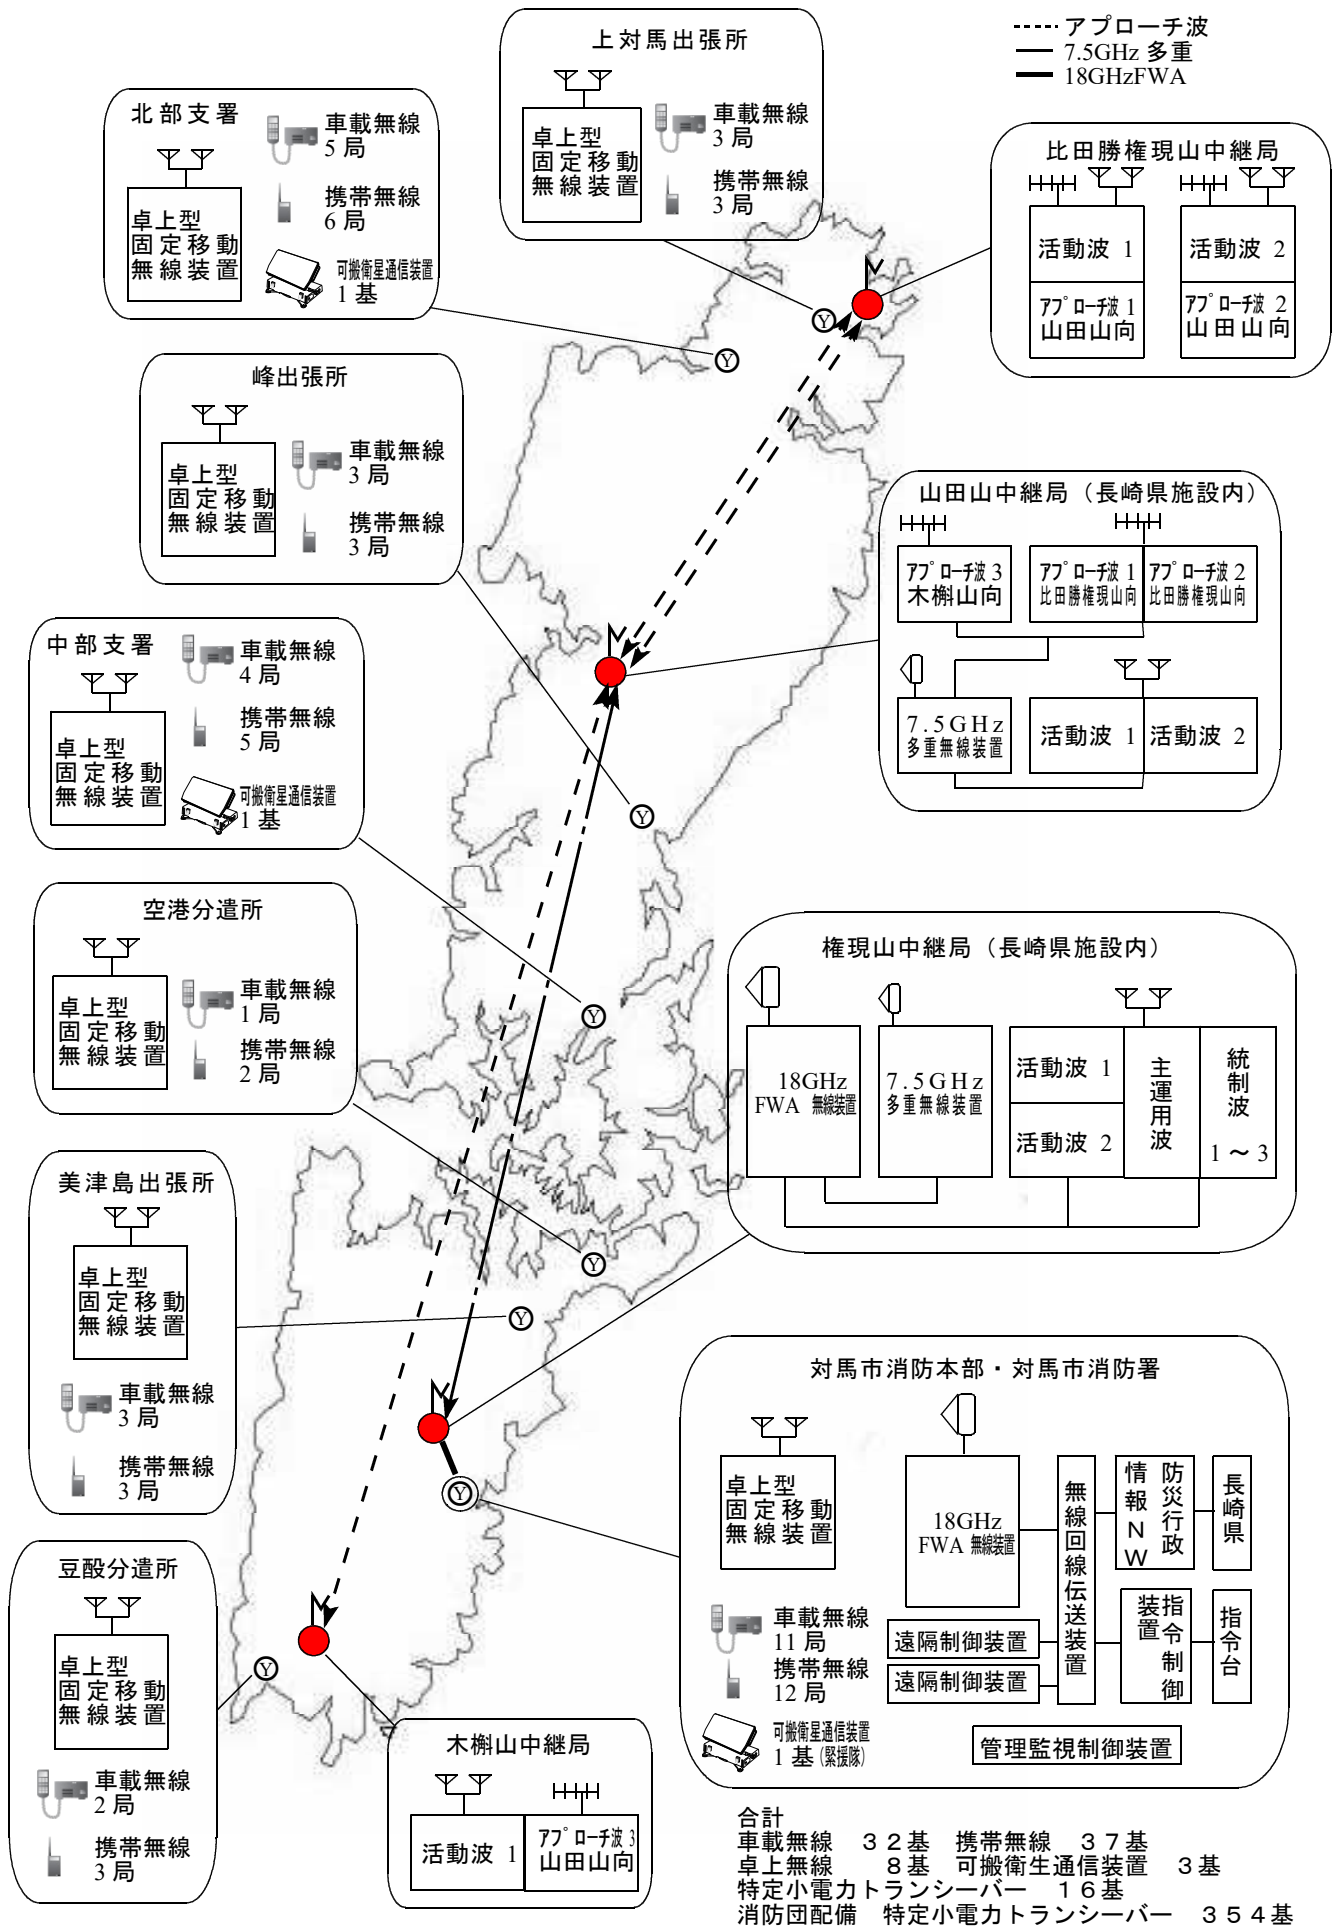 アプローチ波
7.5GHz 多重
18GHzFWA
上対馬出張所
卓上型
固定移動
無線装置
車載無線
3 局
携帯無線
3 局
北部支署
卓上型
固定移動
無線装置
車載無線
5 局
携帯無線
6 局
可搬衛星通信装置
1 基
比田勝権現山中継局
活動波 1
アプローチ波 1
山田山向
活動波 2
アプローチ波 2
山田山向
峰出張所
卓上型
固定移動
無線装置
車載無線
3 局
携帯無線
3 局
山田山中継局（長崎県施設内）
アプローチ波 3
木槲山向
アプローチ波 1
比田勝権現山向
アプローチ波 2
比田勝権現山向
7.5GHz
多重無線装置
活動波 1
活動波 2
中部支署
卓上型
固定移動
無線装置
車載無線
4 局
携帯無線
5 局
可搬衛星通信装置
1 基
空港分遣所
卓上型
固定移動
無線装置
車載無線
1 局
携帯無線
2 局
権現山中継局（長崎県施設内）
18GHz
FWA 無線装置
7.5GHz
多重無線装置
活動波 1
活動波 2
主運用波
統制波
1～3
美津島出張所
卓上型
固定移動
無線装置
車載無線
3 局
携帯無線
3 局
対馬市消防本部・対馬市消防署
卓上型
固定移動
無線装置
18GHz
FWA 無線装置
無線回線伝送装置
防災行政
情報NW
長崎県
指令制御
装置
指令台
遠隔制御装置
遠隔制御装置
車載無線
11 局
携帯無線
12 局
可搬衛星通信装置
1 基 (緊援隊)
管理監視制御装置
豆酘分遣所
卓上型
固定移動
無線装置
車載無線
2 局
携帯無線
3 局
木槲山中継局
活動波 1
アプローチ波 3
山田山向
合計
車載無線　３２基　携帯無線　３７基
卓上無線　　８基　可搬衛生通信装置　３基
特定小電力トランシーバー　１６基
消防団配備　特定小電力トランシーバー　３５４基
Y
Y
Y
Y
Y
Y
Y
Y
Y